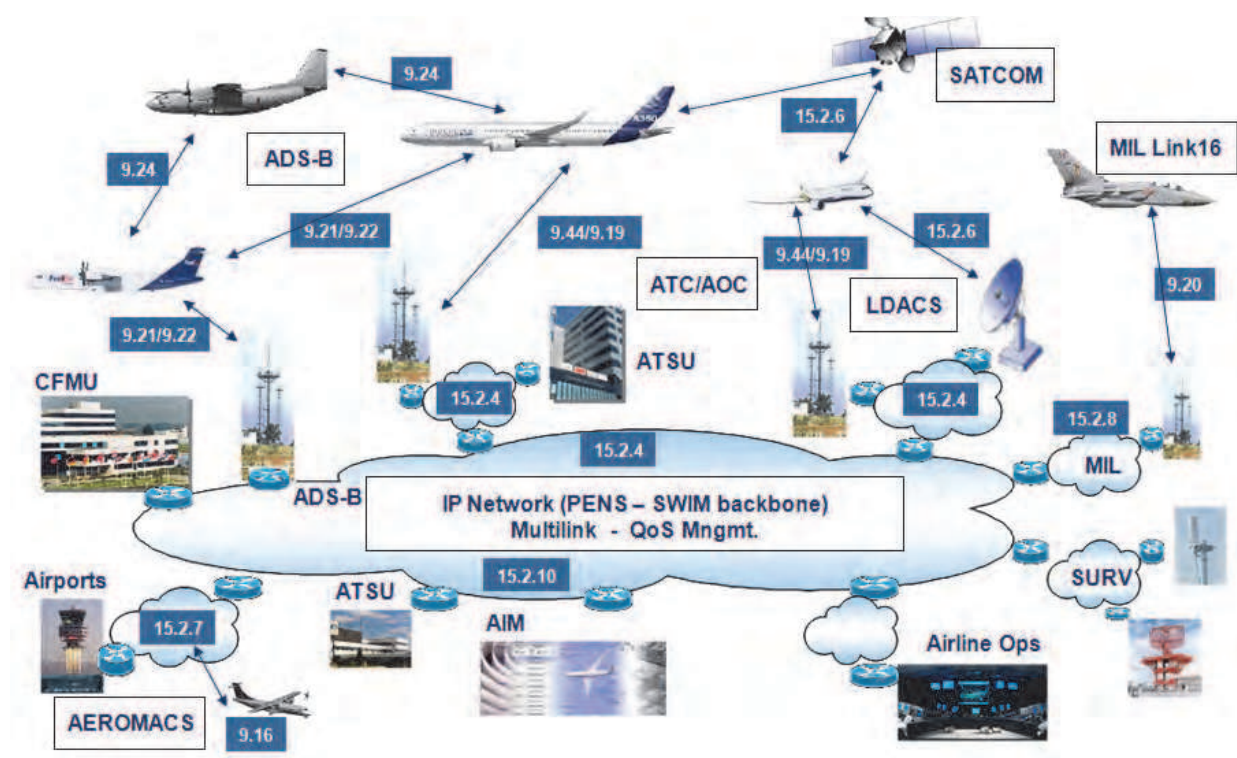 9.24
SATCOM
15.2.6
A350
ADS-B
MIL Link16
9.24
9.21/9.22
9.44/9.19
15.2.6
9.44/9.19
ATC/AOC
LDACS
9.20
FedEx
9.21/9.22
CFMU
ATSU
15.2.4
15.2.4
15.2.8
15.2.4
MIL
ADS-B
IP Network (PENS – SWIM backbone)
Multilink - QoS Mngmt.
15.2.10
Airports
ATSU
SURV
15.2.7
AIM
Airline Ops
AEROMACS
9.16